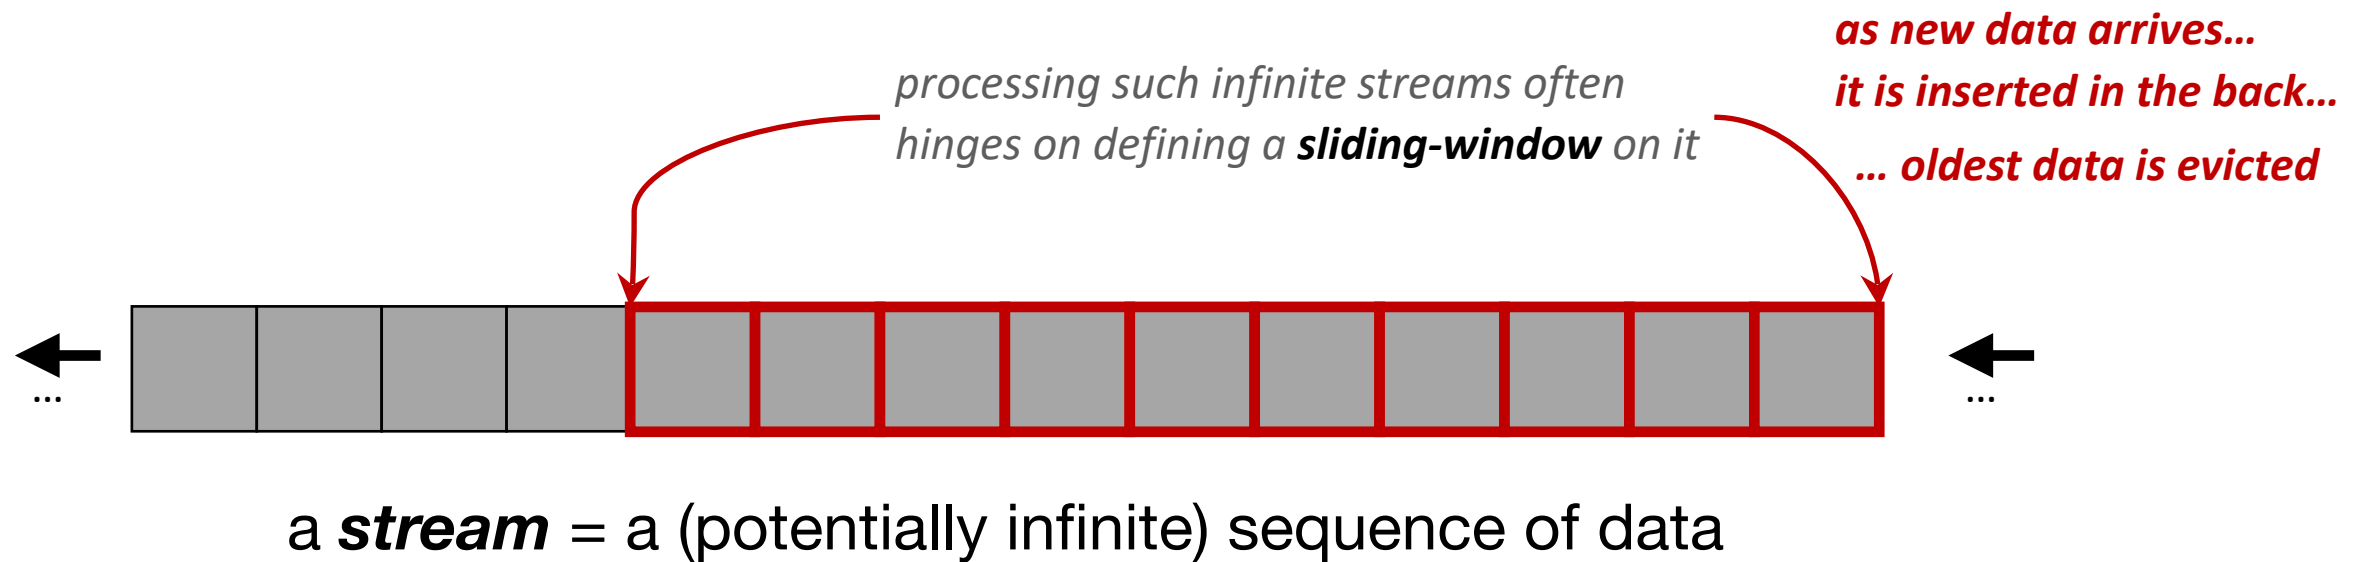 as new data arrives…
it is inserted in the back…
… oldest data is evicted
processing such infinite streams often
hinges on defining a sliding-window on it
…
…
a stream = a (potentially infinite) sequence of data